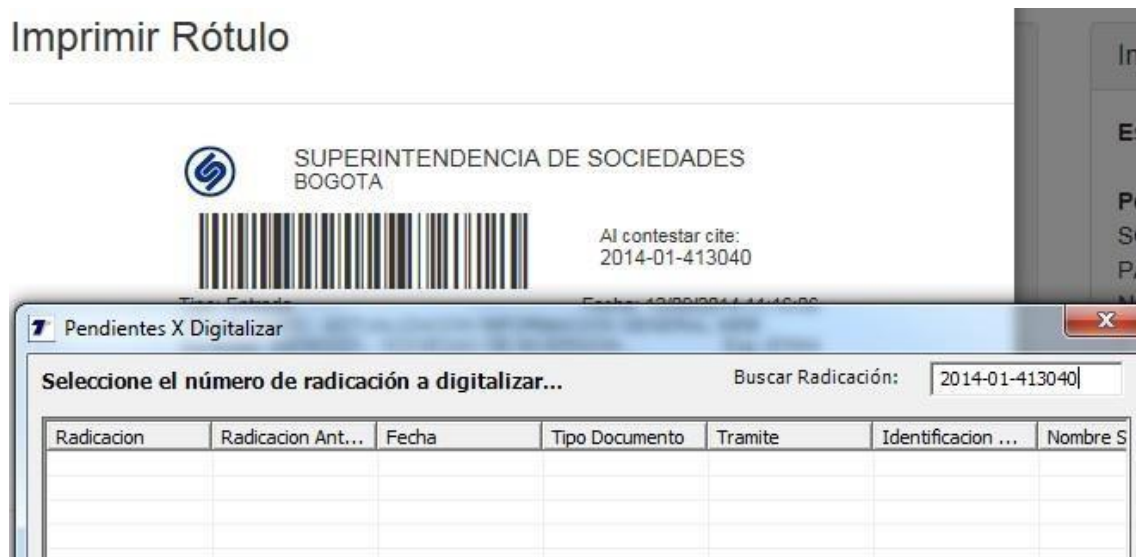 Imprimir Rótulo
SUPERINTENDENCIA DE SOCIEDADES
BOGOTA
Al contestar cite:
2014-01-413040
Pendientes X Digitalizar
Seleccione el número de radicación a digitalizar...
Buscar Radicación: 2014-01-413040
Radicacion Radicacion Ant... Fecha Tipo Documento Tramite Identificacion ... Nombre S